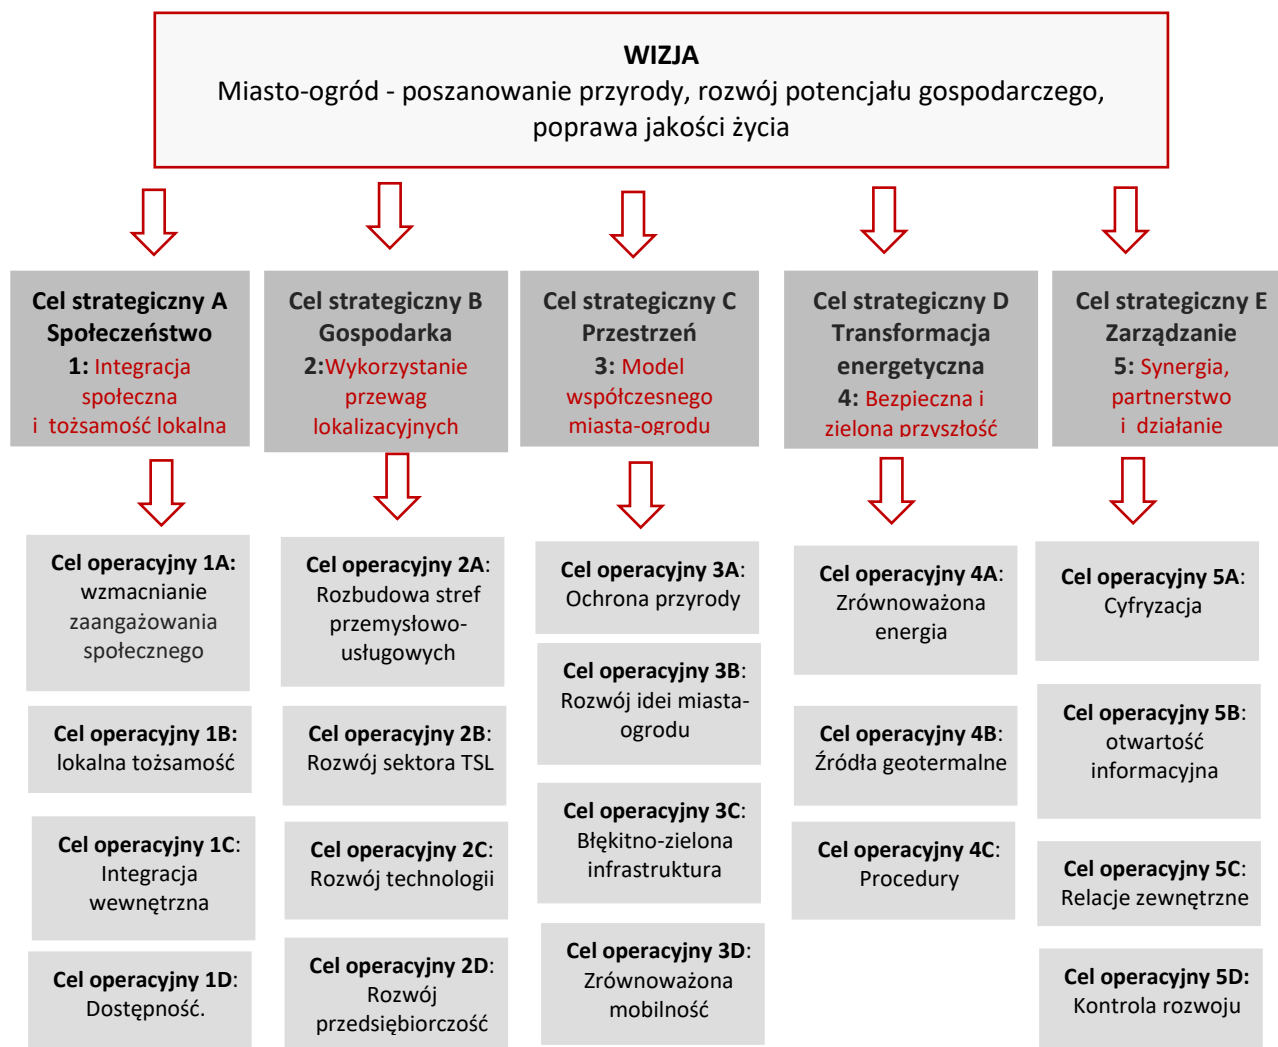 WIZJA
Miasto-ogród - poszanowanie przyrody, rozwój potencjału gospodarczego,
poprawa jakości życia
Cel strategiczny A
Społeczeństwo
1: Integracja
społeczna
i tożsamość lokalna
Cel strategiczny B
Gospodarka
2:Wykorzystanie
przewag
lokalizacyjnych
Cel strategiczny C
Przestrzeń
3: Model
współczesnego
miasta-ogrodu
Cel strategiczny D
Transformacja
energetyczna
4: Bezpieczna i
zielona przyszłość
Cel strategiczny E
Zarządzanie
5: Synergia,
partnerstwo
i działanie
Cel operacyjny 1A:
wzmacnianie
zaangażowania
społecznego
Cel operacyjny 1B:
lokalna tożsamość
Cel operacyjny 1C:
Integracja
wewnętrzna
Cel operacyjny 1D:
Dostępność.
Cel operacyjny 2A:
Rozbudowa stref
przemysłowo-
usługowych
Cel operacyjny 2B:
Rozwój sektora TSL
Cel operacyjny 2C:
Rozwój technologii
Cel operacyjny 2D:
Rozwój
przedsiębiorczość
Cel operacyjny 3A:
Ochrona przyrody
Cel operacyjny 3B:
Rozwój idei miasta-
ogrodu
Cel operacyjny 3C:
Błękitno-zielona
infrastruktura
Cel operacyjny 3D:
Zrównoważona
mobilność
Cel operacyjny 4A:
Zrównoważona
energia
Cel operacyjny 4B:
Źródła geotermalne
Cel operacyjny 4C:
Procedury
Cel operacyjny 5A:
Cyfryzacja
Cel operacyjny 5B:
otwartość
informacyjna
Cel operacyjny 5C:
Relacje zewnętrzne
Cel operacyjny 5D:
Kontrola rozwoju